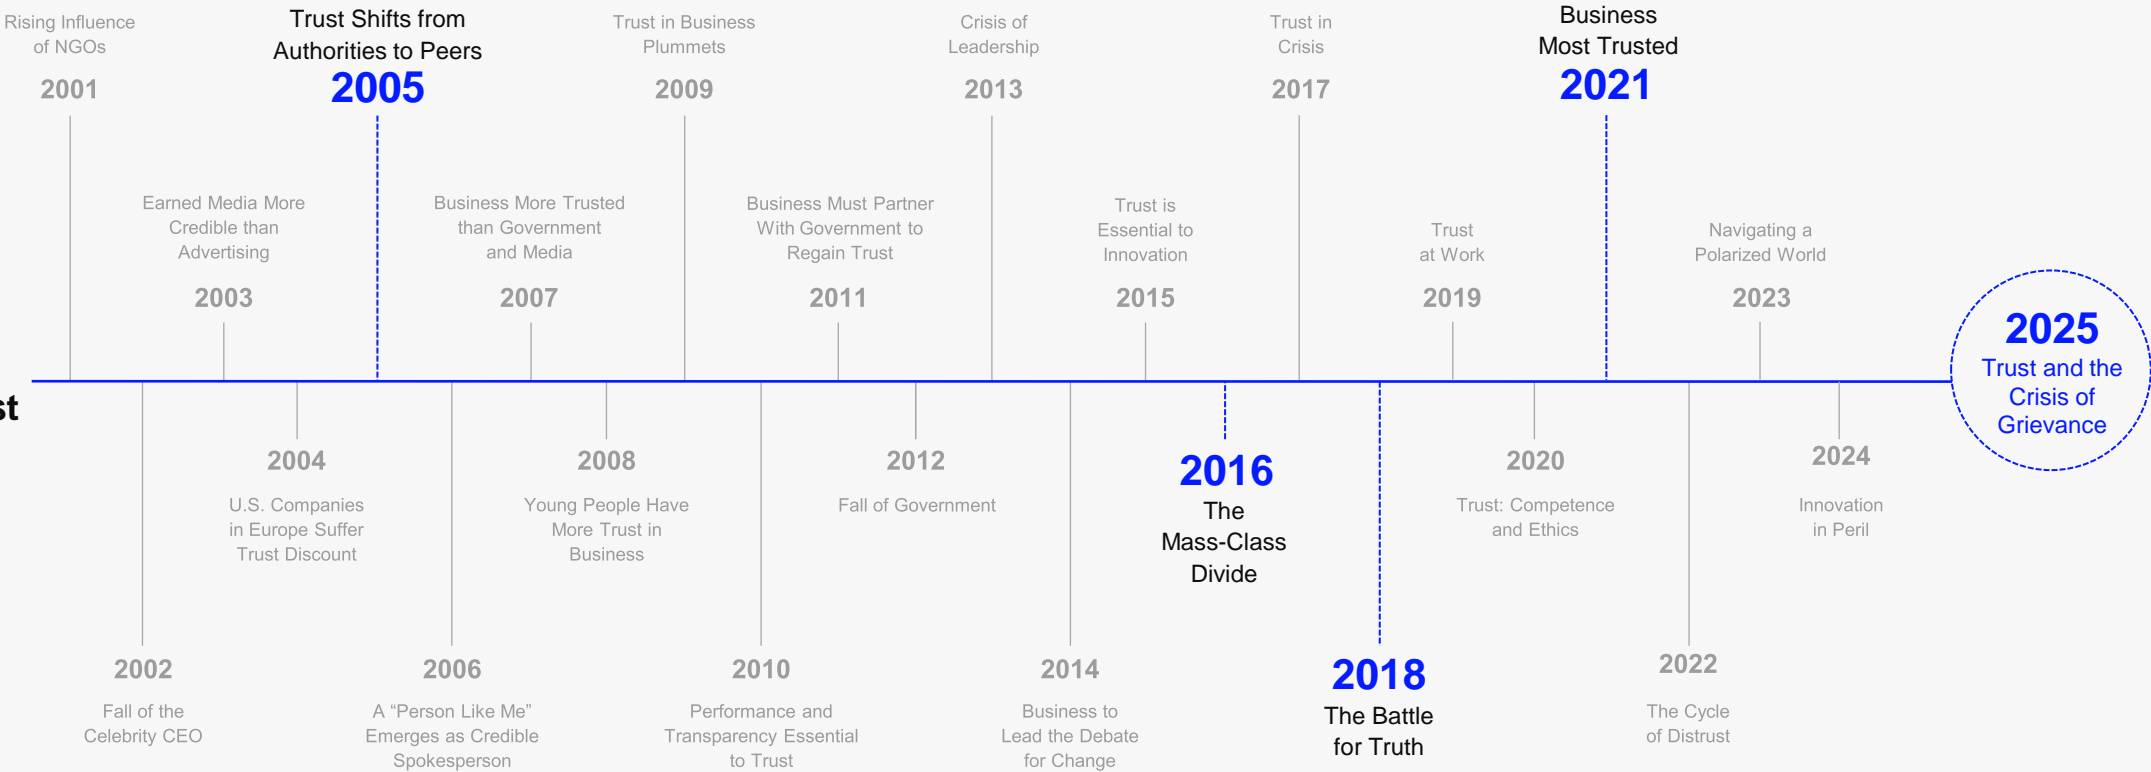 Rising Influence
of NGOs
2001
Trust Shifts from
Authorities to Peers
2005
Trust in Business
Plummets
2009
Crisis of
Leadership
2013
Trust in
Crisis
2017
Business
Most Trusted
2021
Earned Media More
Credible than
Advertising
2003
Business More Trusted
than Government
and Media
2007
Business Must Partner
With Government to
Regain Trust
2011
Trust is
Essential to
Innovation
2015
Trust
at Work
2019
Navigating a
Polarized World
2023
2025
Trust and the
Crisis of
Grievance
st
2004
U.S. Companies
in Europe Suffer
Trust Discount
2008
Young People Have
More Trust in
Business
2012
Fall of Government
2016
The
Mass-Class
Divide
2020
Trust: Competence
and Ethics
2024
Innovation
in Peril
2002
Fall of the
Celebrity CEO
2006
A “Person Like Me”
Emerges as Credible
Spokesperson
2010
Performance and
Transparency Essential
to Trust
2014
Business to
Lead the Debate
for Change
2018
The Battle
for Truth
2022
The Cycle
of Distrust